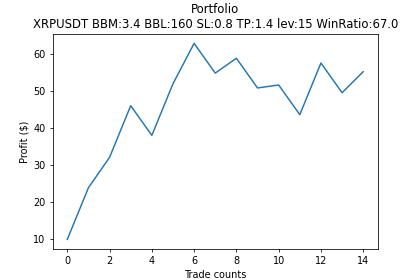 Portfolio
XRPUSDT BBM:3.4 BBL:160 SL:0.8 TP:1.4 lev:15 WinRatio:67.0
60
50
40
30
20
10
Profit ($)
0 2 4 6 8 10 12 14
Trade counts